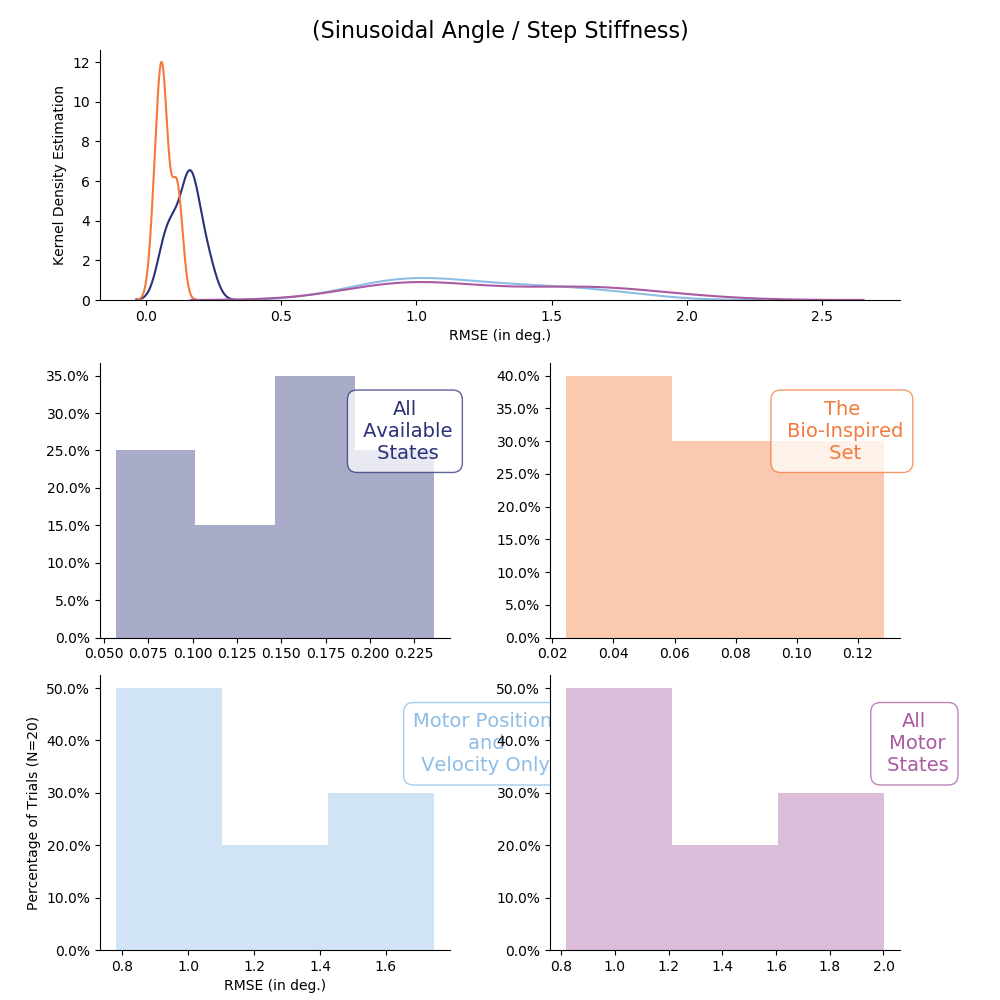 (Sinusoidal Angle / Step Stiffness)
Kernel Density Estimation
12
10
8
6
4
2
0
0.0 0.5 1.0 1.5 2.0 2.5
RMSE (in deg.)
35.0%
30.0%
25.0%
20.0%
15.0%
10.0%
5.0%
0.0%
All
Available
States
0.050 0.075 0.100 0.125 0.150 0.175 0.200 0.225
40.0%
35.0%
30.0%
25.0%
20.0%
15.0%
10.0%
5.0%
0.0%
The
Bio-Inspired
Set
0.02 0.04 0.06 0.08 0.10 0.12
Percentage of Trials (N=20)
50.0%
40.0%
30.0%
20.0%
10.0%
0.0%
Motor Position
and
Velocity Only
0.8 1.0 1.2 1.4 1.6
RMSE (in deg.)
50.0%
40.0%
30.0%
20.0%
10.0%
0.0%
All
Motor
States
0.8 1.0 1.2 1.4 1.6 1.8 2.0